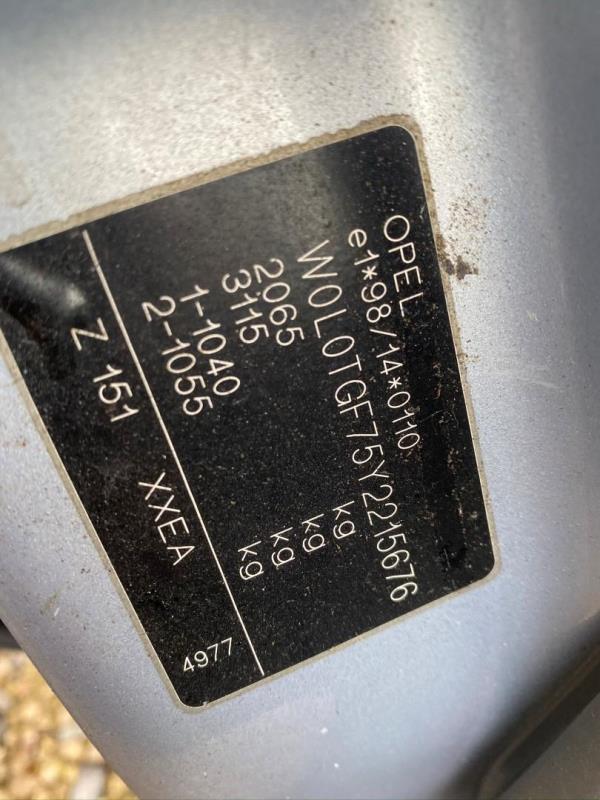 OPEL
e1*98/14*0110
W0L0TGF75Y2215676
2065 kg
3115 kg
1-1040 kg
2-1055 kg
Z 151 XXEA 4977